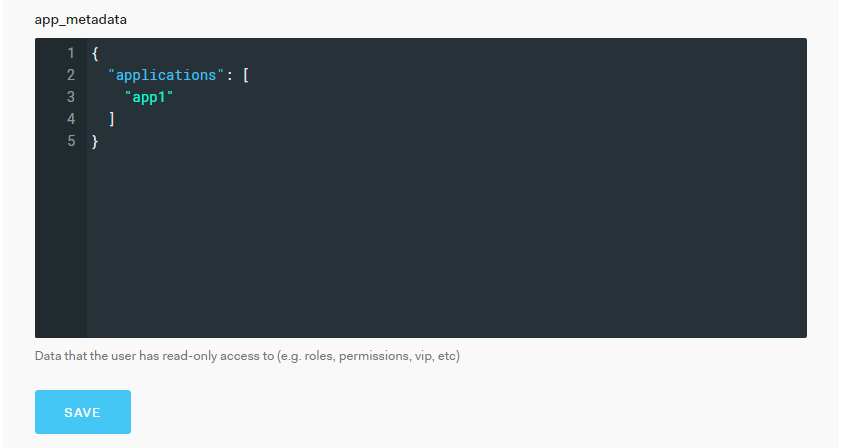 app_metadata
1 {
2 "applications": [
3 "app1"
4 ]
5 }
Data that the user has read-only access to (e.g. roles, permissions, vip, etc)
SAVE